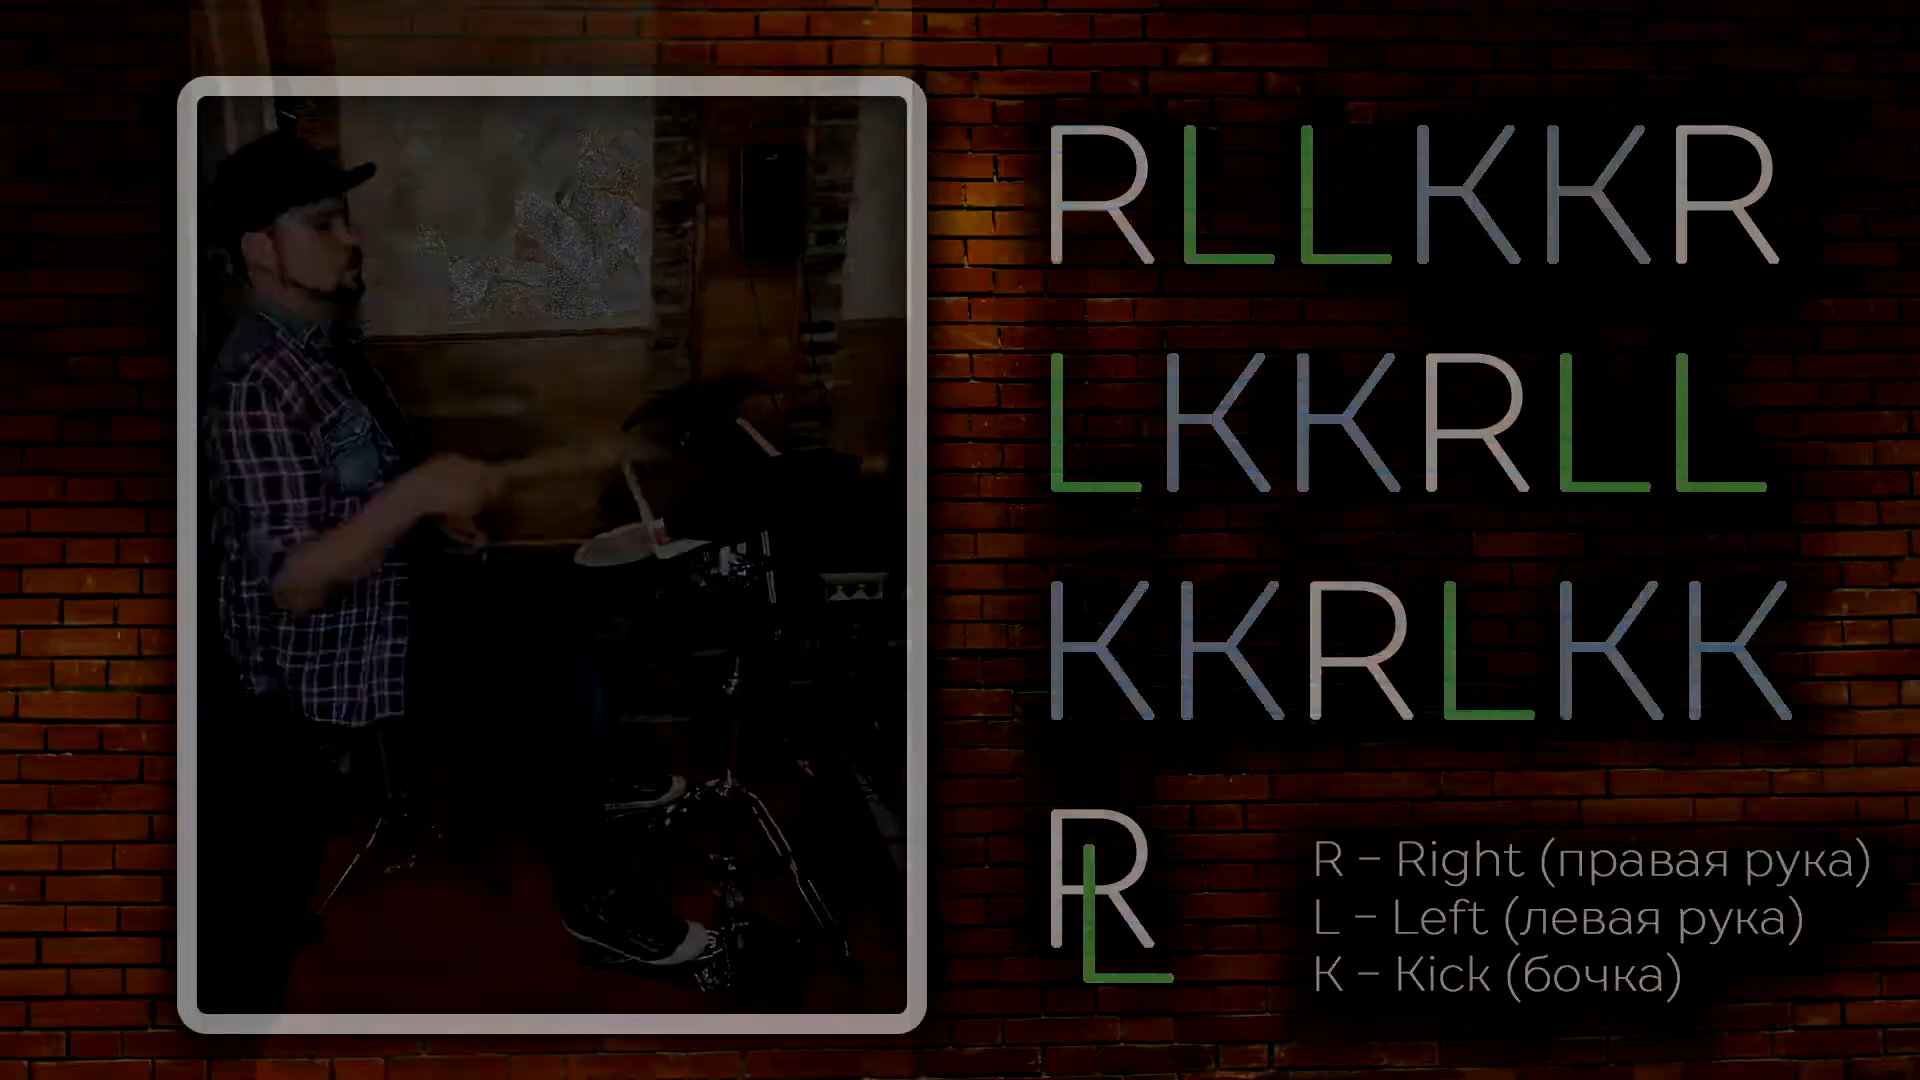 RLLKKR
LKKRLL
KKRLKK
RL
R – Right (правая рука)
L – Left (левая рука)
K – Kick (бочка)